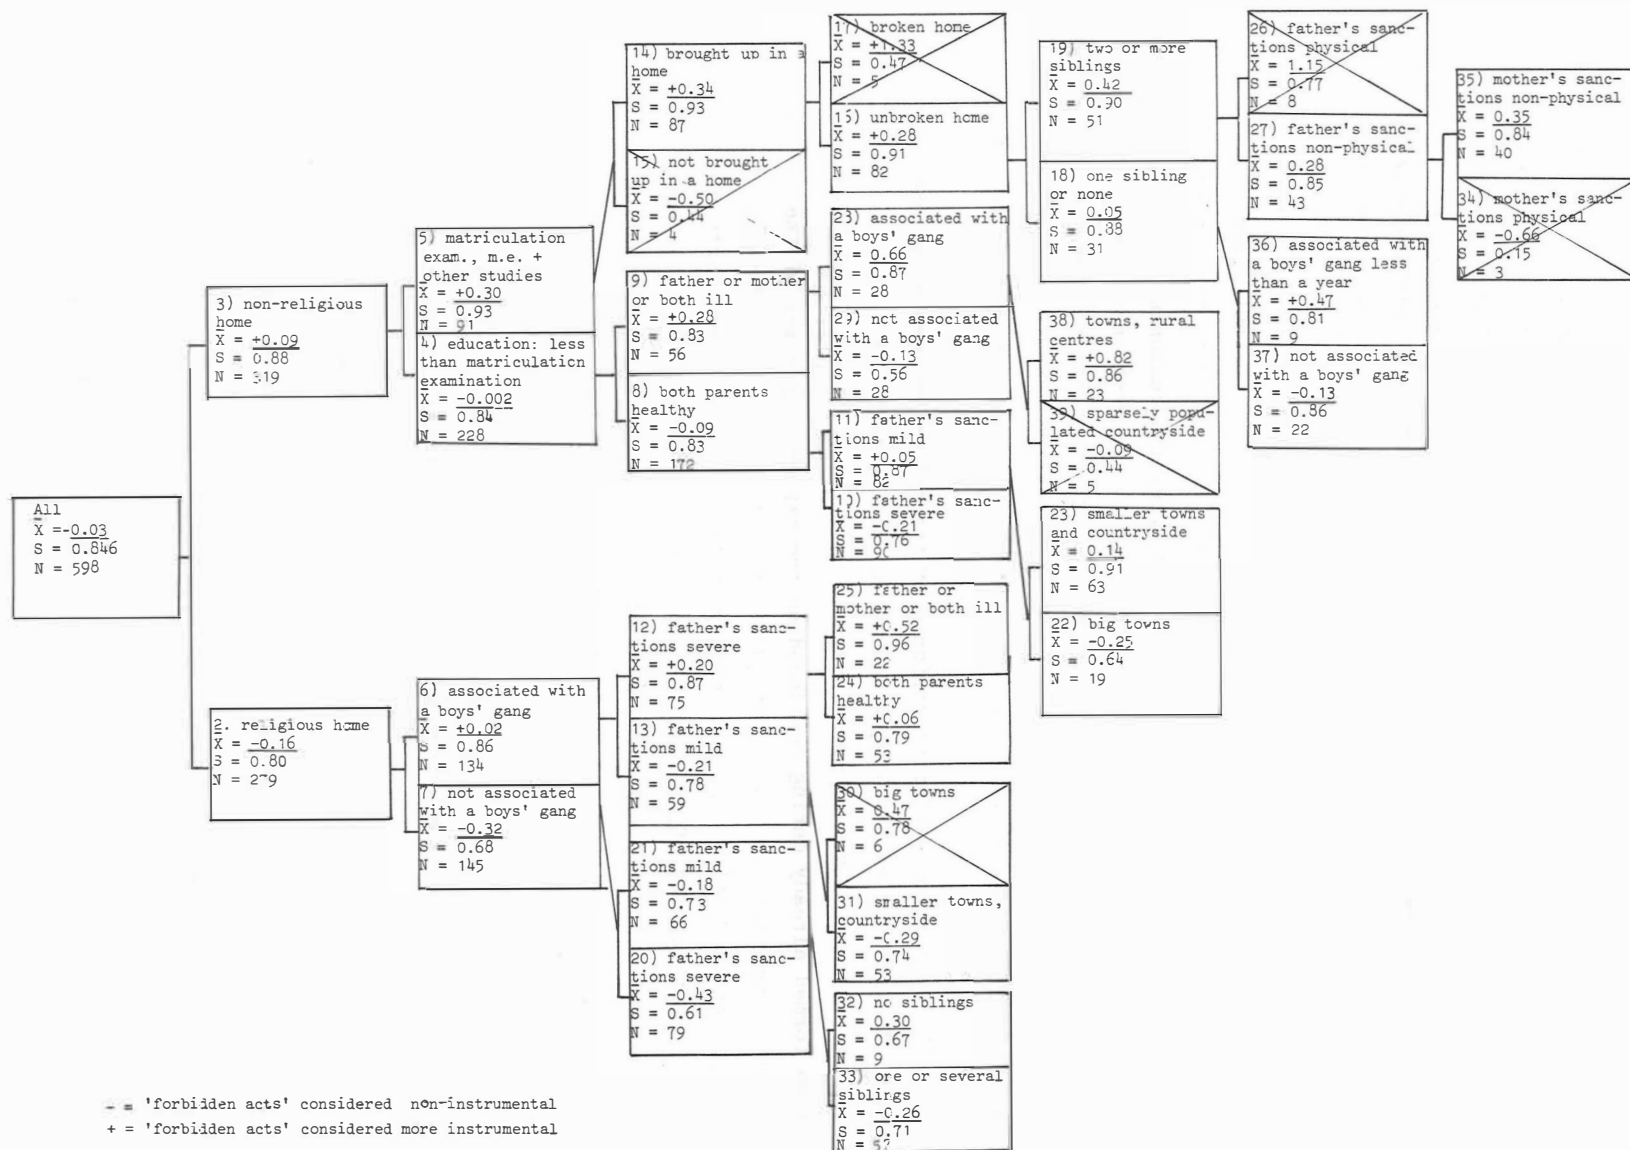 All
X̄ =-0.03
S = 0.846
N = 598
3) non-religious
home
X̄ = +0.09
S = 0.88
N = 319
2. religious home
X̄ = -0.16
S = 0.80
N = 279
5) matriculation
exam., m.e. +
other studies
X̄ = +0.30
S = 0.93
N = 91
4) education: less
than matriculation
examination
X̄ = -0.002
S = 0.84
N = 228
6) associated with
a boys' gang
X̄ = +0.02
S = 0.86
N = 134
7) not associated
with a boys' gang
X̄ = -0.32
S = 0.68
N = 145
14) brought up in a
home
X̄ = +0.34
S = 0.93
N = 87
15) not brought
up in a home
X̄ = -0.50
S = 0.44
N = 4
9) father or mother
or both ill
X̄ = +0.28
S = 0.83
N = 56
8) both parents
healthy
X̄ = -0.09
S = 0.83
N = 172
12) father's sanc-
tions severe
X̄ = +0.20
S = 0.87
N = 75
13) father's sanc-
tions mild
X̄ = -0.21
S = 0.78
N = 59
21) father's sanc-
tions mild
X̄ = -0.18
S = 0.73
N = 66
20) father's sanc-
tions severe
X̄ = -0.43
S = 0.61
N = 79
17) broken home
X̄ = +1.33
S = 0.47
N = 5
unbroken home
X̄ = +0.28
S = 0.91
N = 82
associated with
a boys' gang
X̄ = 0.66
S = 0.87
N = 28
29) not associated
with a boys' gang
X̄ = -0.13
S = 0.56
N = 28
11) father's sanc-
tions mild
X̄ = +0.05
S = 0.87
N = 82
10) father's sanc-
tions severe
X̄ = -0.21
S = 0.76
N = 90
25) father or
mother or both ill
X̄ = +0.52
S = 0.96
N = 22
24) both parents
healthy
X̄ = +0.06
S = 0.79
N = 53
30) big towns
X̄ = 0.47
S = 0.78
N = 6
31) smaller towns,
countryside
X̄ = -0.29
S = 0.74
N = 53
32) no siblings
X̄ = 0.30
S = 0.67
N = 9
33) one or several
siblings
X̄ = -0.26
S = 0.71
N =
19) two or more
siblings
X̄ = 0.42
S = 0.90
N = 51
18) one sibling
or none
X̄ = 0.05
S = 0.88
N = 31
38) towns, rural
centres
X̄ = +0.82
S = 0.86
N = 23
39) sparsely popu-
lated countryside
X̄ = -0.09
S = 0.44
N = 5
23) smaller towns
and countryside
X̄ = 0.14
S = 0.91
N = 63
22) big towns
X̄ = -0.25
S = 0.64
N = 19
26) father's sanc-
tions physical
X̄ = 1.15
S = 0.77
N = 8
27) father's sanc-
tions non-physical
X̄ = 0.28
S = 0.85
N = 43
36) associated with
a boys' gang less
than a year
X̄ = +0.47
S = 0.81
N = 9
37) not associated
with a boys' gang
X̄ = -0.13
S = 0.86
N = 22
35) mother's sanc-
tions non-physical
X̄ = 0.35
S = 0.84
N = 40
34) mother's sanc-
tions physical
X̄ = -0.66
S = 0.15
N = 3
- = 'forbidden acts' considered non-instrumental
+ = 'forbidden acts' considered more instrumental